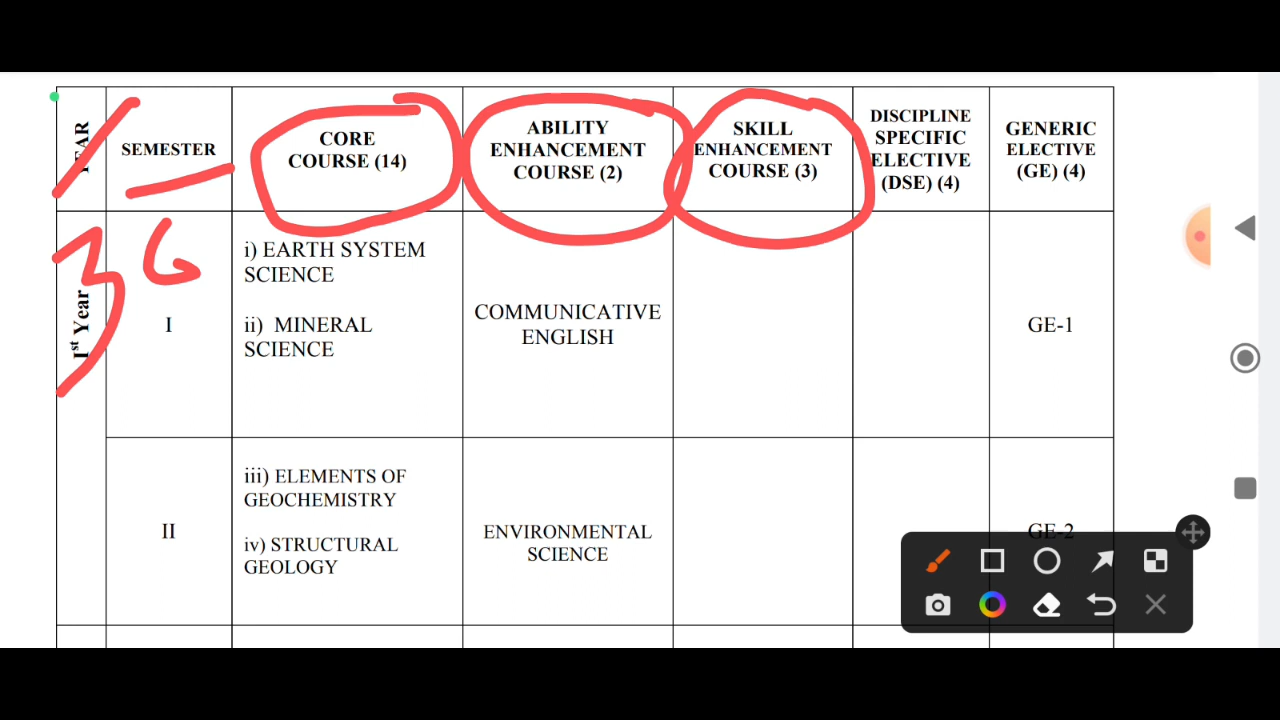 YEAR
SEMESTER
CORE
COURSE (14)
ABILITY
ENHANCEMENT
COURSE (2)
SKILL
ENHANCEMENT
COURSE (3)
DISCIPLINE
SPECIFIC
ELECTIVE
(DSE) (4)
GENERIC
ELECTIVE
(GE) (4)
3
6
Ist Year
I
i) EARTH SYSTEM
SCIENCE
ii) MINERAL
SCIENCE
COMMUNICATIVE
ENGLISH
GE-1
II
iii) ELEMENTS OF
GEOCHEMISTRY
iv) STRUCTURAL
GEOLOGY
ENVIRONMENTAL
SCIENCE
GE-2